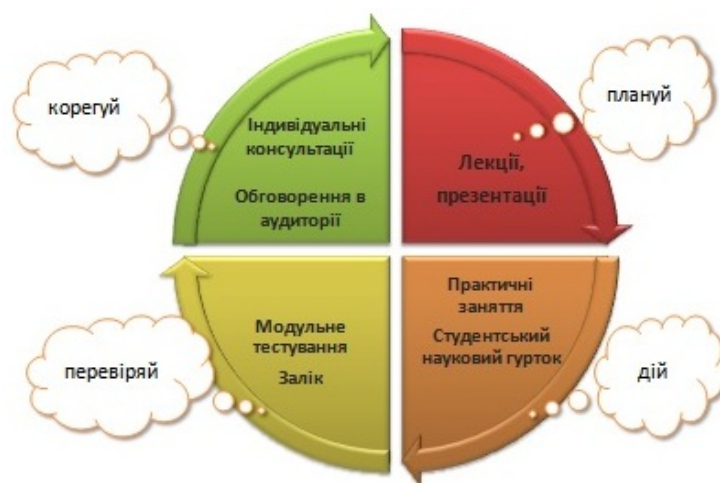 корегуй
Індивідуальні
консультації
Обговорення в
аудиторії
плануй
Лекції,
презентації
перевіряй
Модульне
тестування
Залік
Практичні
заняття
Студентський
науковий гурток
дій